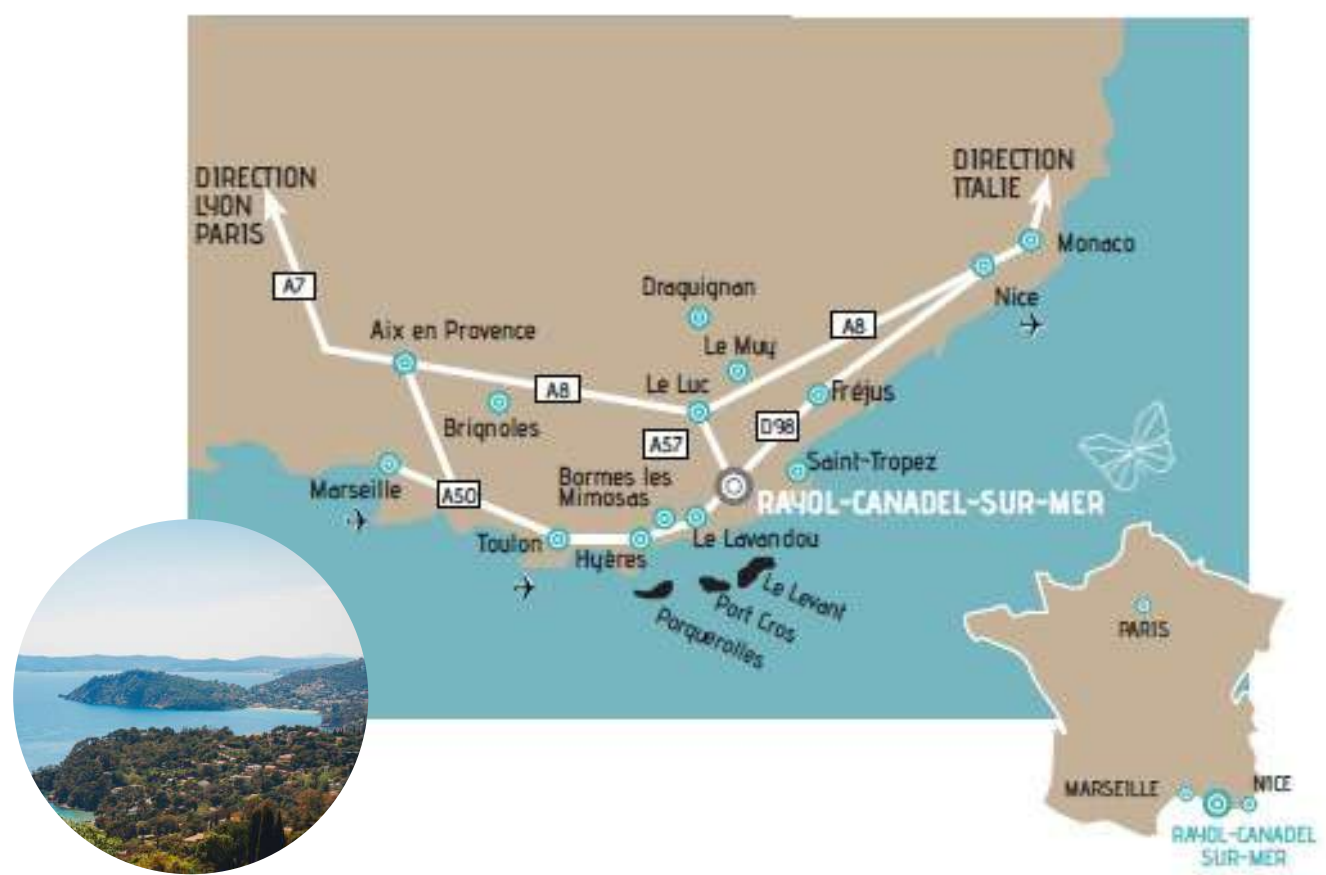 DIRECTION
LYON
PARIS
DIRECTION
ITALIE
Monaco
A7
Draguignan
Nice
Aix en Provence
A8
Le Muy
A8
Le Luc
Fréjus
Brignoles
A57
D98
Saint-Tropez
Marseille
A50
Bormes les
Mimosas
RAYOL-CANADEL-SUR-MER
Toulon
Hyères
Le Lavandou
Le Levant
Port Cros
Porquerolles
PARIS
MARSEILLE
NICE
RAYOL-CANADEL
SUR-MER